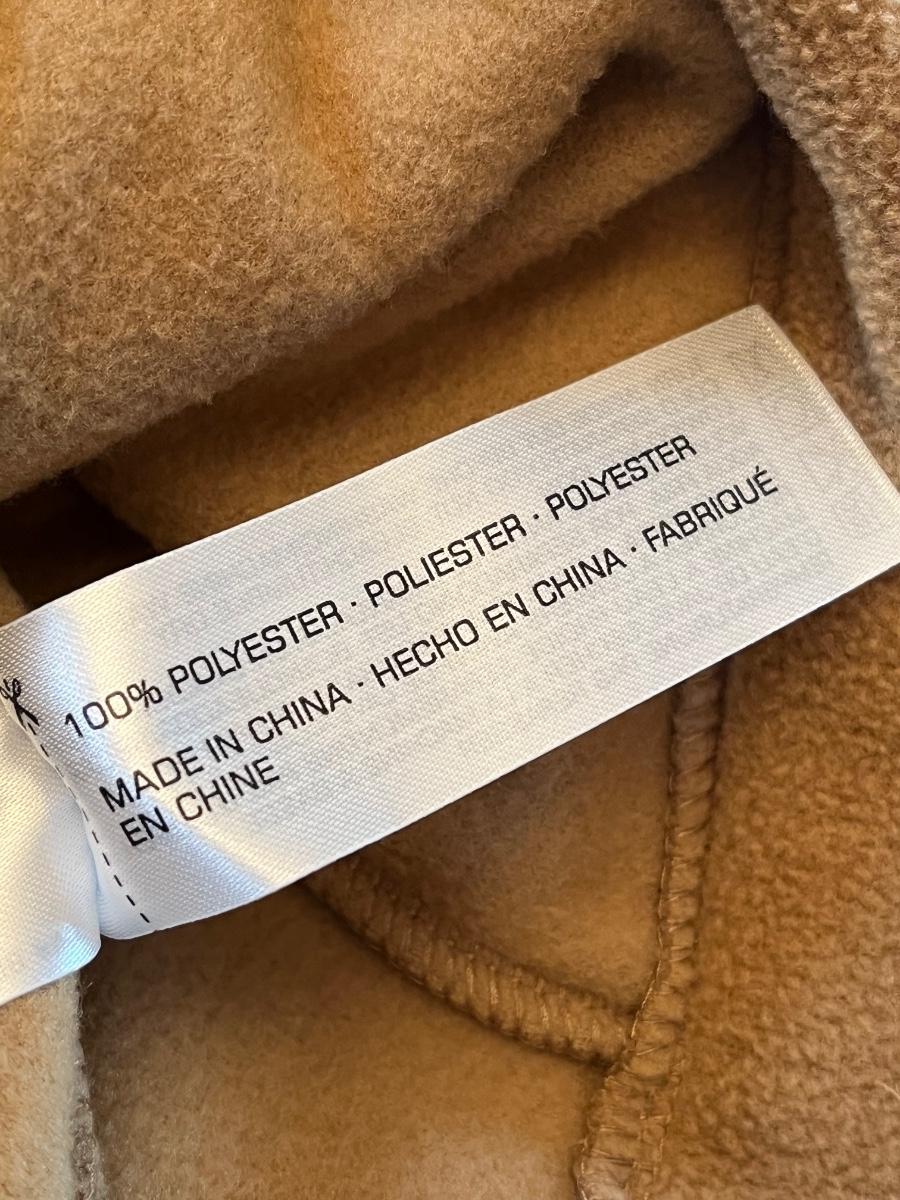 100% POLYESTER · POLIESTER · POLYESTER
MADE IN CHINA · HECHO EN CHINA · FABRIQUÉ
EN CHINE